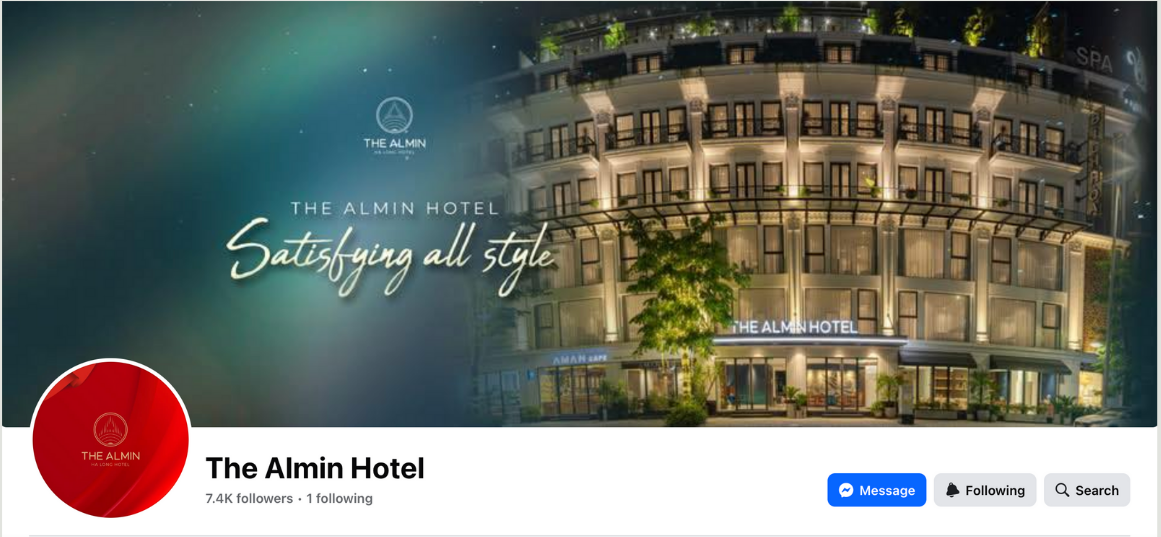 SPA
THE ALMIN
HA LONG HOTEL
THE ALMIN HOTEL
Satisfying all style
THE ALMIN HOTEL
AMAN CAFE
THE ALMIN
HA LONG HOTEL
The Almin Hotel
7.4K followers · 1 following
Message
Following
Search